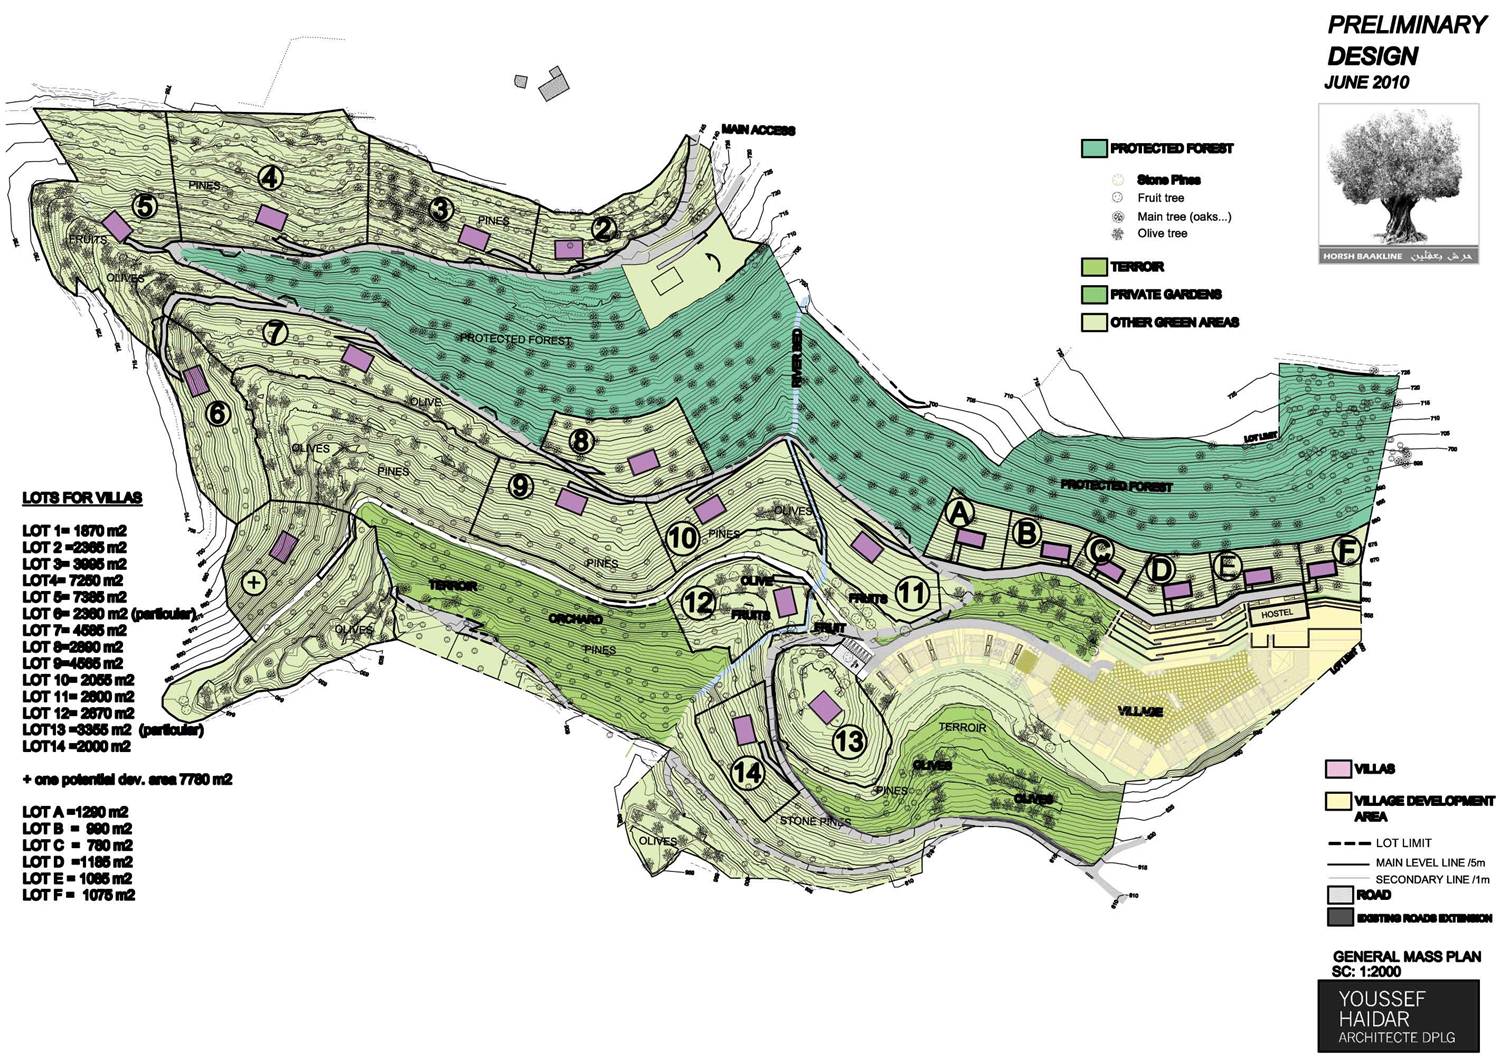 PRELIMINARY
DESIGN
JUNE 2010
HORSH BAAKLINE حرش بعقلين
MAIN ACCESS
PROTECTED FOREST
Stone Pines
Fruit tree
Main tree (oaks...)
Olive tree
TERROIR
PRIVATE GARDENS
OTHER GREEN AREAS
5
PINES
4
3
PINES
2
FRUITS
OLIVES
7
PROTECTED FOREST
RIVER BED
6
OLIVE
8
OLIVES
PINES
9
10
PINES
OLIVES
PINES
LOT LIMIT
PROTECTED FOREST
A
B
C
D
E
F
+
TERROIR
ORCHARD
PINES
OLIVES
12
OLIVE
FRUITS
FRUIT
FRUITS
11
HOSTEL
LOT LIMIT
VILLAGE
13
14
TERROIR
OLIVES
OLIVES
PINES
STONE PINES
OLIVES
LOTS FOR VILLAS
LOT 1= 1870 m2
LOT 2 =2365 m2
LOT 3= 3995 m2
LOT4= 7250 m2
LOT 5= 7385 m2
LOT 6= 2360 m2 (particular)
LOT 7= 4565 m2
LOT 8=2890 m2
LOT 9=4565 m2
LOT 10= 2055 m2
LOT 11= 2600 m2
LOT 12= 2670 m2
LOT13 =3355 m2 (particular)
LOT14 =2000 m2
+ one potential dev. area 7780 m2
LOT A =1290 m2
LOT B = 990 m2
LOT C = 780 m2
LOT D =1185 m2
LOT E = 1085 m2
LOT F = 1075 m2
VILLAS
VILLAGE DEVELOPMENT
AREA
LOT LIMIT
MAIN LEVEL LINE /5m
SECONDARY LINE /1m
ROAD
EXISTING ROADS EXTENSION
GENERAL MASS PLAN
SC: 1:2000
YOUSSEF
HAIDAR
ARCHITECTE DPLG